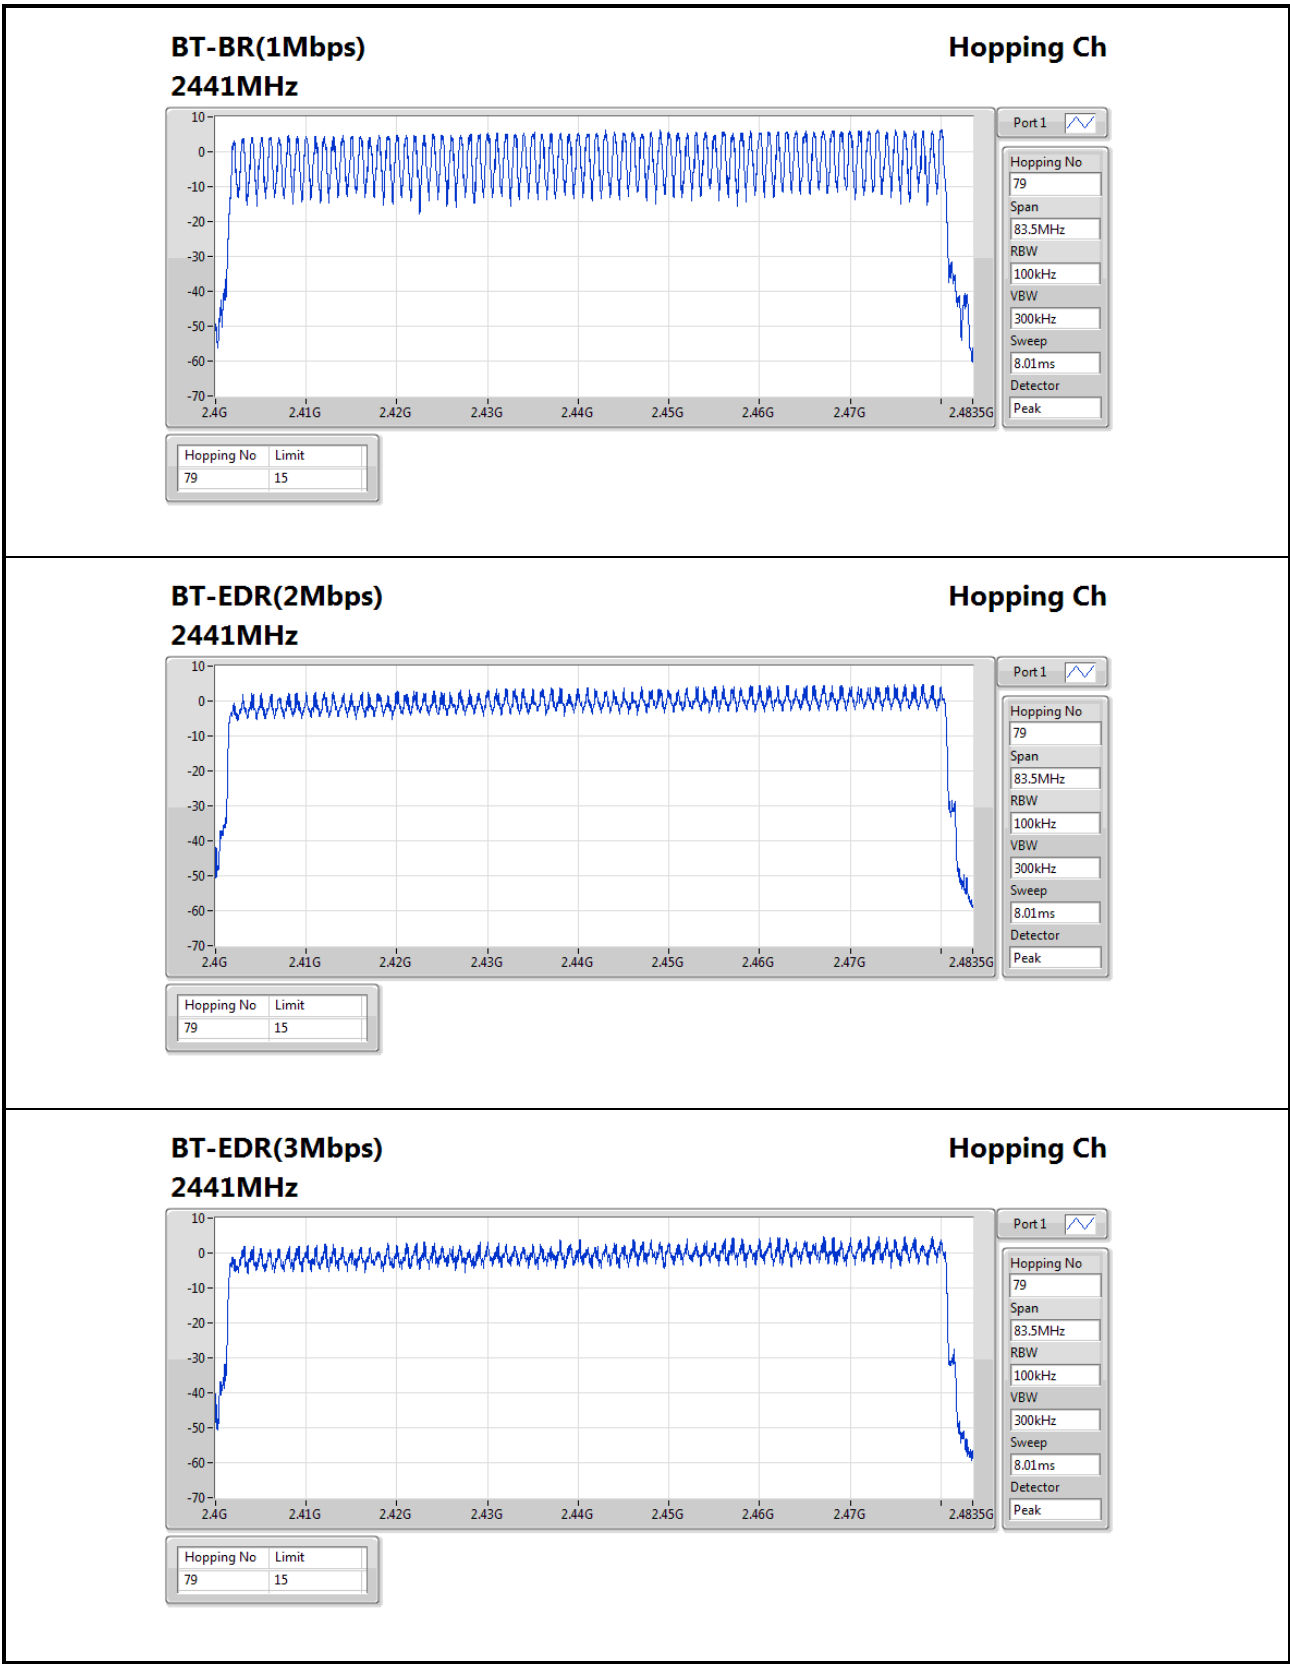 BT-BR(1Mbps) Hopping Ch
2441MHz
10
0
-10
-20
-30
-40
-50
-60
-70
2.4G 2.41G 2.42G 2.43G 2.44G 2.45G 2.46G 2.47G 2.4835G
Port 1
Hopping No
79
Span
83.5MHz
RBW
100kHz
VBW
300kHz
Sweep
8.01ms
Detector
Peak
Hopping No Limit
79 15
BT-EDR(2Mbps) Hopping Ch
2441MHz
10
0
-10
-20
-30
-40
-50
-60
-70
2.4G 2.41G 2.42G 2.43G 2.44G 2.45G 2.46G 2.47G 2.4835G
Port 1
Hopping No
79
Span
83.5MHz
RBW
100kHz
VBW
300kHz
Sweep
8.01ms
Detector
Peak
Hopping No Limit
79 15
BT-EDR(3Mbps) Hopping Ch
2441MHz
10
0
-10
-20
-30
-40
-50
-60
-70
2.4G 2.41G 2.42G 2.43G 2.44G 2.45G 2.46G 2.47G 2.4835G
Port 1
Hopping No
79
Span
83.5MHz
RBW
100kHz
VBW
300kHz
Sweep
8.01ms
Detector
Peak
Hopping No Limit
79 15